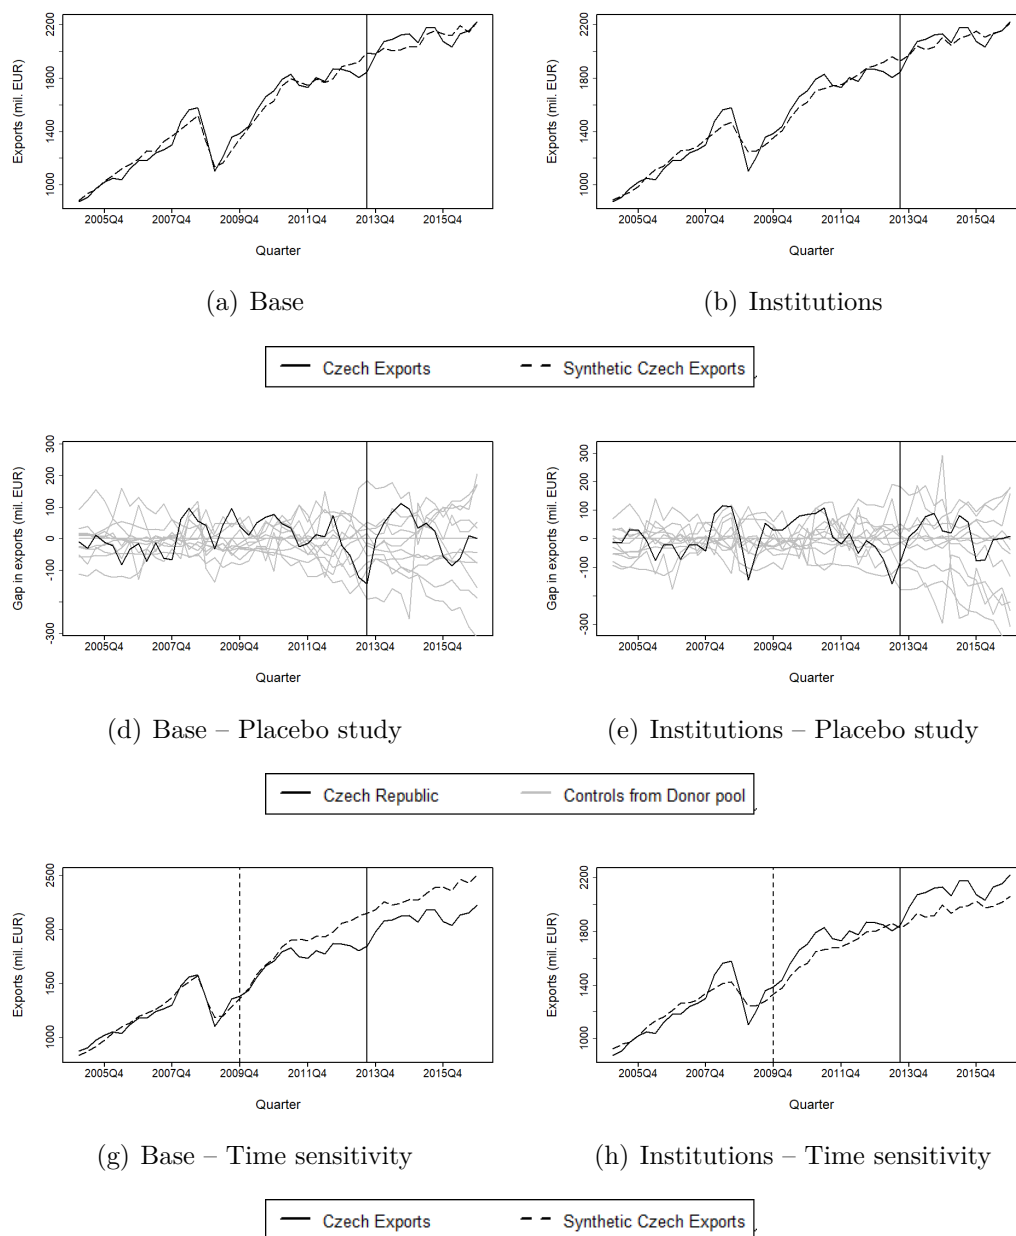 Exports (mil. EUR)
2200
1800
1400
1000
2005Q4 2007Q4 2009Q4 2011Q4 2013Q4 2015Q4
Quarter
(a) Base
Exports (mil. EUR)
2200
1800
1400
1000
2005Q4 2007Q4 2009Q4 2011Q4 2013Q4 2015Q4
Quarter
(b) Institutions
Czech Exports Synthetic Czech Exports
Gap in exports (mil. EUR)
300
100
0
-100
-300
2005Q4 2007Q4 2009Q4 2011Q4 2013Q4 2015Q4
Quarter
(d) Base – Placebo study
Gap in exports (mil. EUR)
300
100
0
-100
-300
2005Q4 2007Q4 2009Q4 2011Q4 2013Q4 2015Q4
Quarter
(e) Institutions – Placebo study
Czech Republic Controls from Donor pool
Exports (mil. EUR)
2500
2000
1500
1000
2005Q4 2007Q4 2009Q4 2011Q4 2013Q4 2015Q4
Quarter
(g) Base – Time sensitivity
Exports (mil. EUR)
2200
1800
1400
1000
2005Q4 2007Q4 2009Q4 2011Q4 2013Q4 2015Q4
Quarter
(h) Institutions – Time sensitivity
Czech Exports Synthetic Czech Exports